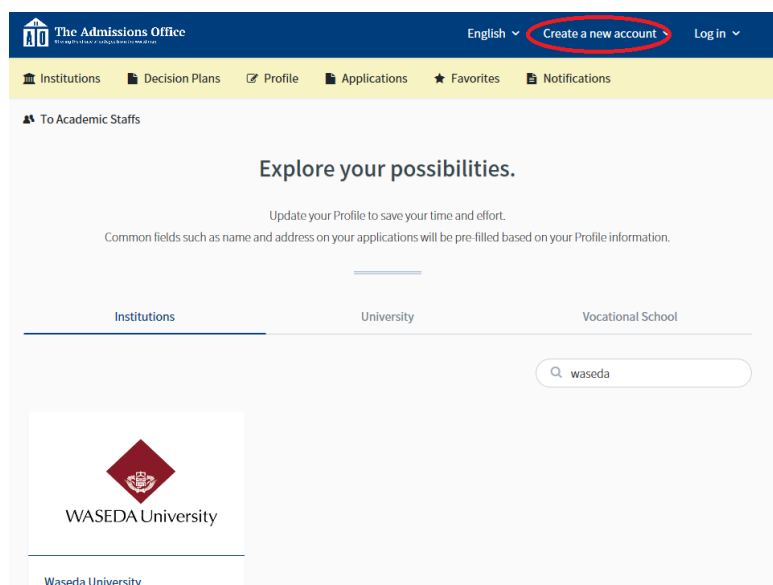 The Admissions Office
English
Create a new account
Log in
Institutions
Decision Plans
Profile
Applications
Favorites
Notifications
To Academic Staffs
Explore your possibilities.
Update your Profile to save your time and effort.
Common fields such as name and address on your applications will be pre-filled based on your Profile information.
Institutions
University
Vocational School
waseda
WASEDA University
Waseda University